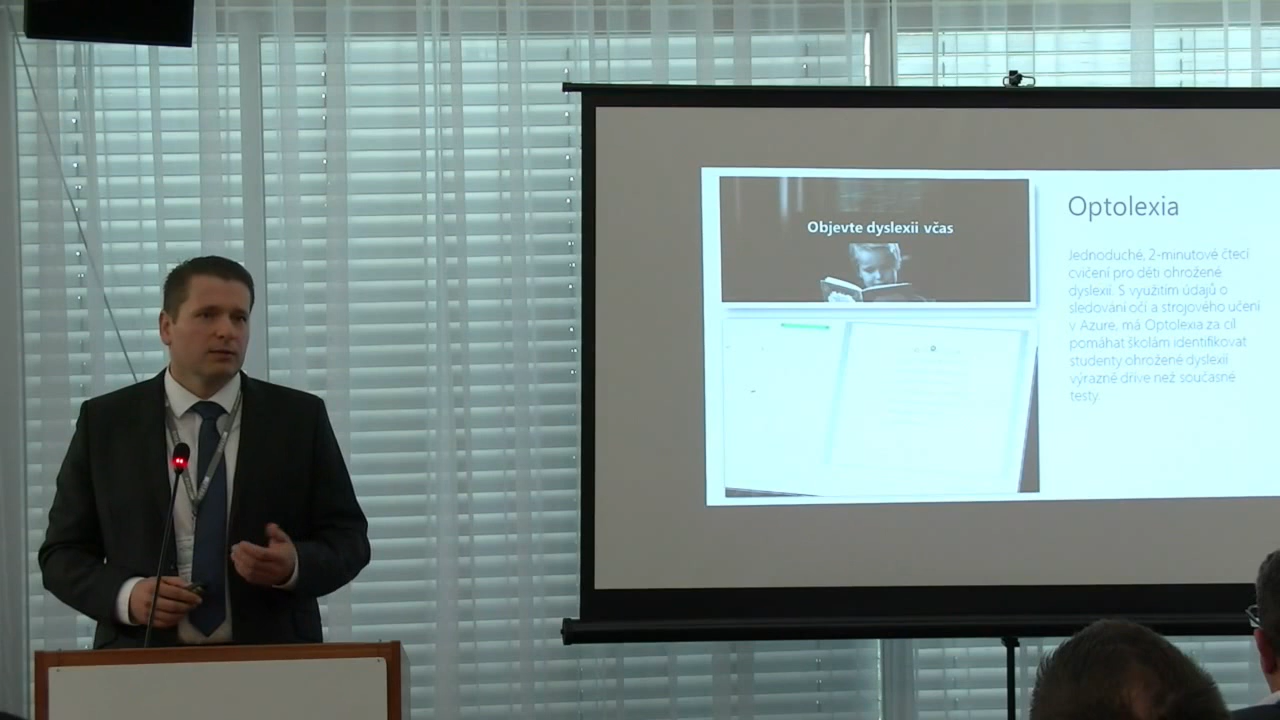 Objevte dyslexii včas
Optolexia
Jednoduché, 2-minutové čtecí
cvičení pro děti ohrožené
dyslexií. S využitím údajů o
sledování očí a strojového učení
v Azure, má Optolexia za cíl
pomáhat školám identifikovat
studenty ohrožené dyslexií
výrazně dříve než současné
testy.